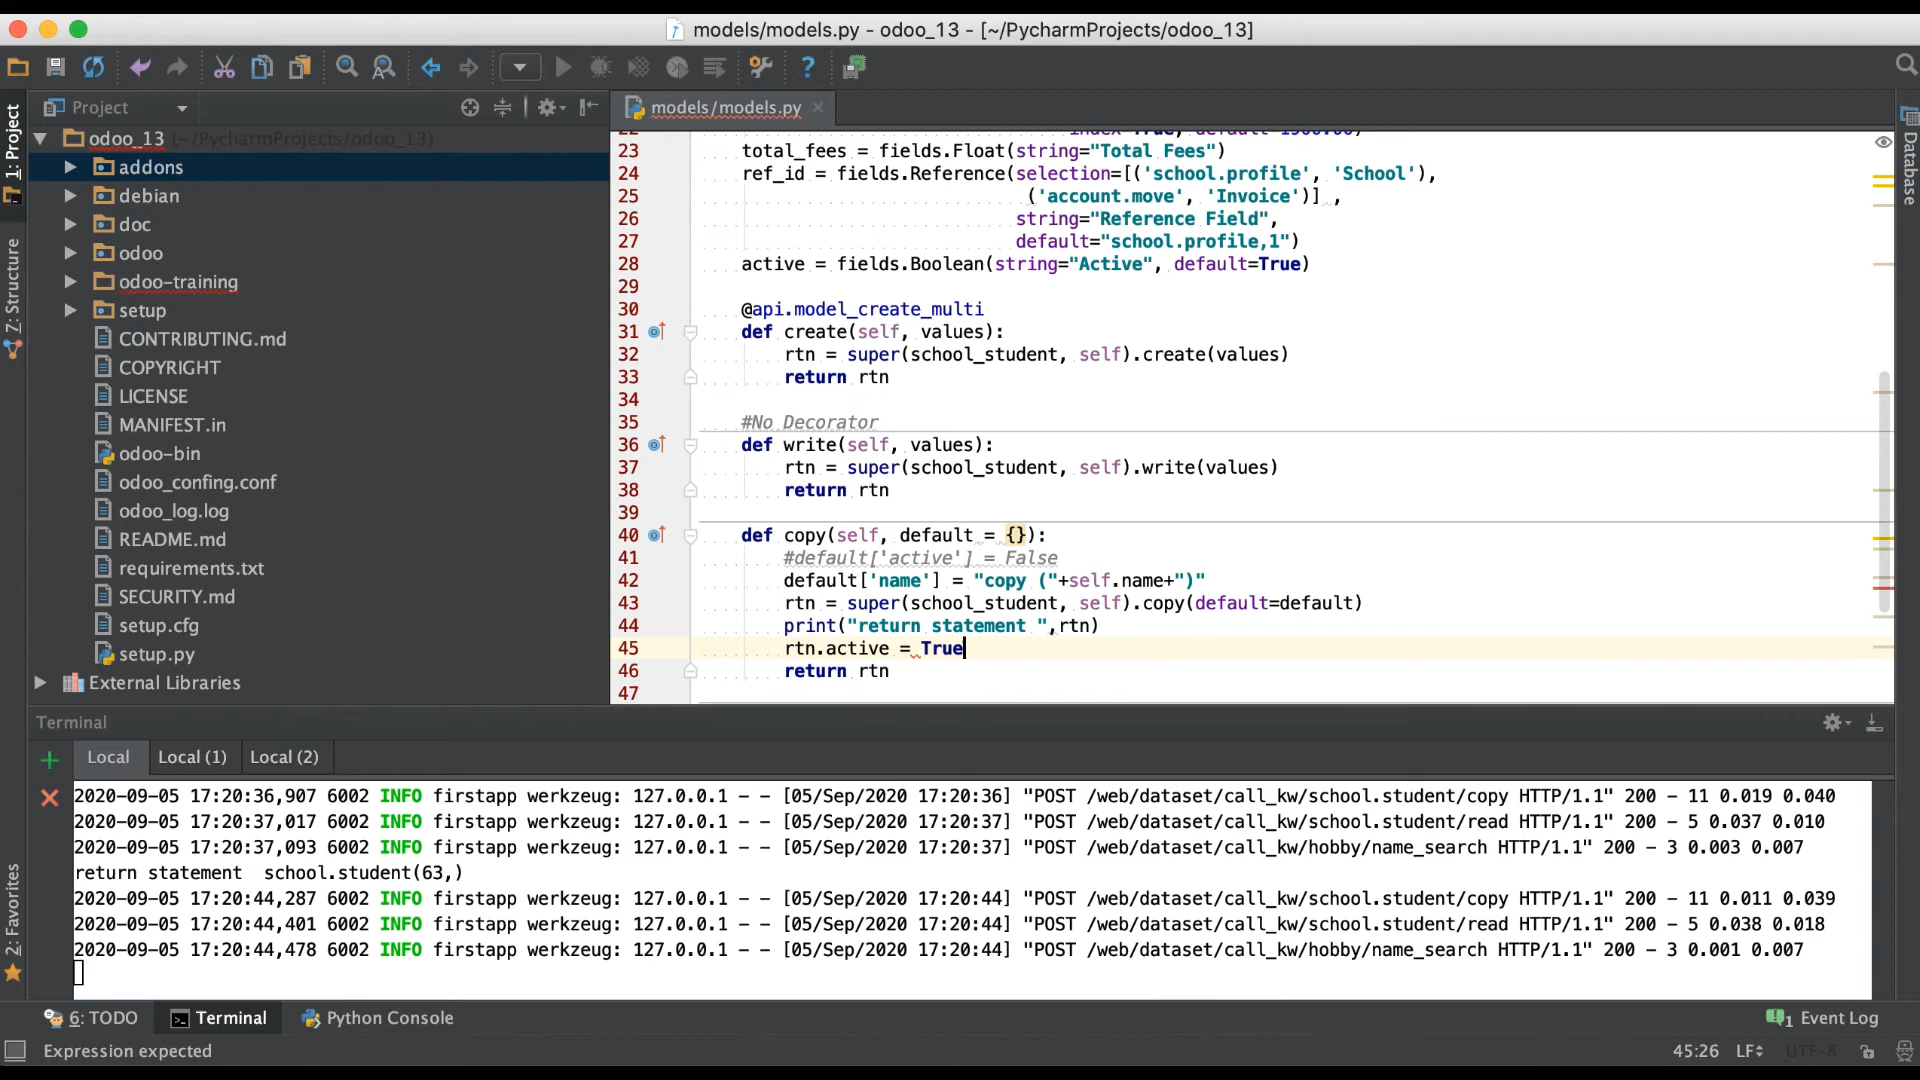 models/models.py - odoo_13 - [~/PycharmProjects/odoo_13]
Project
models/models.py
1: Project
Z: Structure
2: Favorites
Database
odoo_13 (~/PycharmProjects/odoo_13)
addons
debian
doc
odoo
odoo-training
setup
CONTRIBUTING.md
COPYRIGHT
LICENSE
MANIFEST.in
odoo-bin
odoo_confing.conf
odoo_log.log
README.md
requirements.txt
SECURITY.md
setup.cfg
setup.py
External Libraries
23 total_fees = fields.Float(string="Total Fees")
24 ref_id = fields.Reference(selection=[('school.profile', 'School'),
25 ('account.move', 'Invoice')] ,
26 string="Reference Field",
27 default="school.profile,1")
28 active = fields.Boolean(string="Active", default=True)
29
30 @api.model_create_multi
31 def create(self, values):
32 rtn = super(school_student, self).create(values)
33 return rtn
34
35 #No Decorator
36 def write(self, values):
37 rtn = super(school_student, self).write(values)
38 return rtn
39
40 def copy(self, default = {}):
41 #default['active'] = False
42 default['name'] = "copy ("+self.name+")"
43 rtn = super(school_student, self).copy(default=default)
44 print("return statement ",rtn)
45 rtn.active = True
46 return rtn
47
Terminal
Local
Local (1)
Local (2)
2020-09-05 17:20:36,907 6002 INFO firstapp werkzeug: 127.0.0.1 - - [05/Sep/2020 17:20:36] "POST /web/dataset/call_kw/school.student/copy HTTP/1.1" 200 - 11 0.019 0.040
2020-09-05 17:20:37,017 6002 INFO firstapp werkzeug: 127.0.0.1 - - [05/Sep/2020 17:20:37] "POST /web/dataset/call_kw/school.student/read HTTP/1.1" 200 - 5 0.037 0.010
2020-09-05 17:20:37,093 6002 INFO firstapp werkzeug: 127.0.0.1 - - [05/Sep/2020 17:20:37] "POST /web/dataset/call_kw/hobby/name_search HTTP/1.1" 200 - 3 0.003 0.007
return statement  school.student(63,)
2020-09-05 17:20:44,287 6002 INFO firstapp werkzeug: 127.0.0.1 - - [05/Sep/2020 17:20:44] "POST /web/dataset/call_kw/school.student/copy HTTP/1.1" 200 - 11 0.011 0.039
2020-09-05 17:20:44,401 6002 INFO firstapp werkzeug: 127.0.0.1 - - [05/Sep/2020 17:20:44] "POST /web/dataset/call_kw/school.student/read HTTP/1.1" 200 - 5 0.038 0.018
2020-09-05 17:20:44,478 6002 INFO firstapp werkzeug: 127.0.0.1 - - [05/Sep/2020 17:20:44] "POST /web/dataset/call_kw/hobby/name_search HTTP/1.1" 200 - 3 0.001 0.007
6: TODO
Terminal
Python Console
1 Event Log
Expression expected
45:26 LF UTF-8